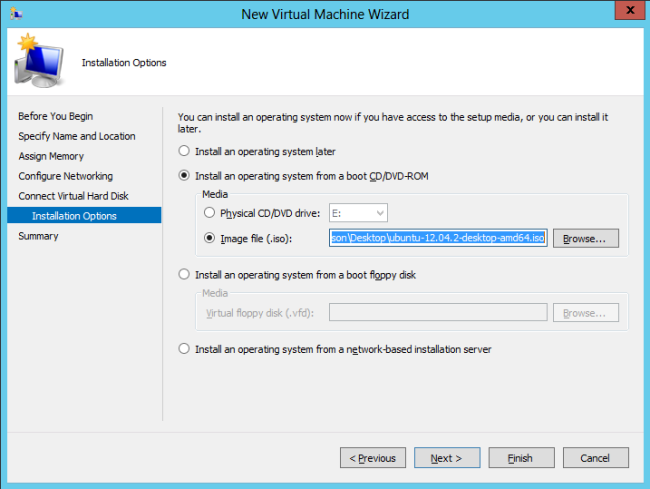 New Virtual Machine Wizard
x
Installation Options
Before You Begin
Specify Name and Location
Assign Memory
Configure Networking
Connect Virtual Hard Disk
Installation Options
Summary
You can install an operating system now if you have access to the setup media, or you can install it
later.
Install an operating system later
Install an operating system from a boot CD/DVD-ROM
Media
Physical CD/DVD drive: E:
Image file (.iso): son\Desktop\ubuntu-12.04.2-desktop-amd64.iso Browse...
Install an operating system from a boot floppy disk
Media
Virtual floppy disk (.vfd): Browse...
Install an operating system from a network-based installation server
< Previous Next > Finish Cancel